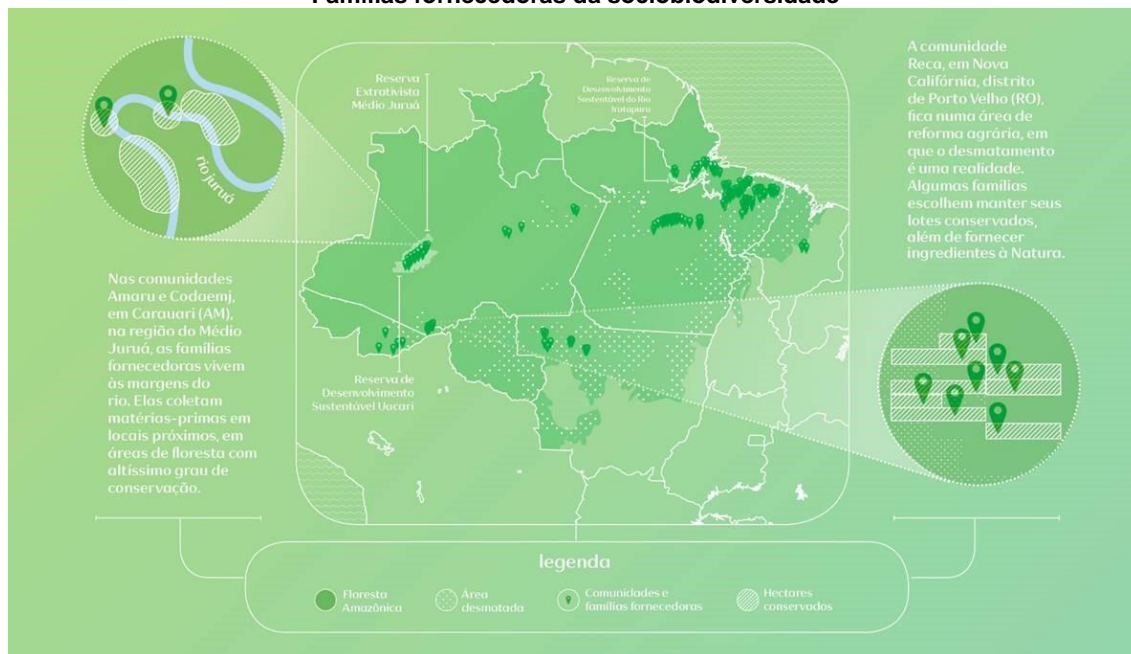 Famílias fornecedoras da sociobiodiversidade
Reserva
Extrativista
Médio Juruá
Reserva de
Desenvolvimento
Sustentável do Rio
Iratapuru
A comunidade
Reca, em Nova
Califórnia, distrito
de Porto Velho (RO),
fica numa área de
reforma agrária, em
que o desmatamento
é uma realidade.
Algumas famílias
escolhem manter seus
lotes conservados,
além de fornecer
ingredientes à Natura.
rio juruá
Nas comunidades
Amaru e Codaemj,
em Carauari (AM),
na região do Médio
Juruá, as famílias
fornecedoras vivem
às margens do
rio. Elas coletam
matérias-primas em
locais próximos, em
áreas de floresta com
altíssimo grau de
conservação.
Reserva de
Desenvolvimento
Sustentável Uacari
legenda
Floresta
Amazônica
Área
desmatada
Comunidades e
famílias fornecedoras
Hectares
conservados